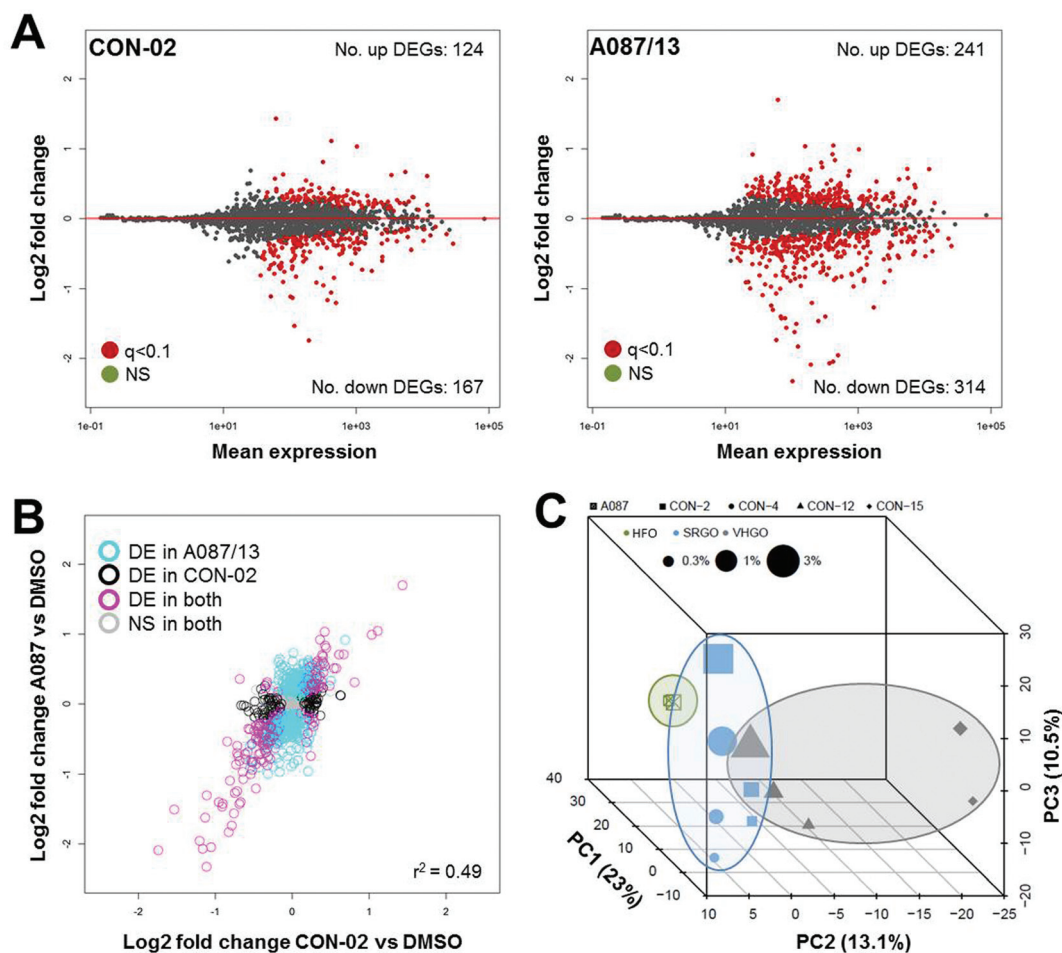 A
CON-02
No. up DEGs: 124
Log2 fold change
2
1
0
-1
-2
q<0.1
NS
No. down DEGs: 167
1e-01
1e+01
1e+03
1e+05
Mean expression
A087/13
No. up DEGs: 241
Log2 fold change
2
1
0
-1
-2
q<0.1
NS
No. down DEGs: 314
1e-01
1e+01
1e+03
1e+05
Mean expression
B
DE in A087/13
DE in CON-02
DE in both
NS in both
Log2 fold change A087 vs DMSO
2
1
0
-1
-2
r² = 0.49
-2
-1
0
1
2
Log2 fold change CON-02 vs DMSO
C
A087 CON-2 CON-4 CON-12 CON-15
HFO SRGO VHGO
0.3% 1% 3%
40
30
20
10
0
−10
PC1 (23%)
30
20
10
0
−10
−20
PC3 (10.5%)
10 5 0 −5 −10 −15 −20 −25
PC2 (13.1%)